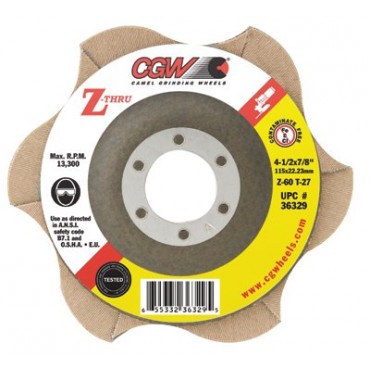 CGW
CAMEL GRINDING WHEELS
Z-THRU
Max. R.P.M.
13,300
Use as directed
in A.N.S.I.
safety code
B7.1 and
O.S.H.A. • E.U.
TESTED
CONTAMINATE FREE
4-1/2x7/8"
115x22.23mm
Z-60 T-27
UPC #
36329
www.cgwheels.com
6 55332 36329 5